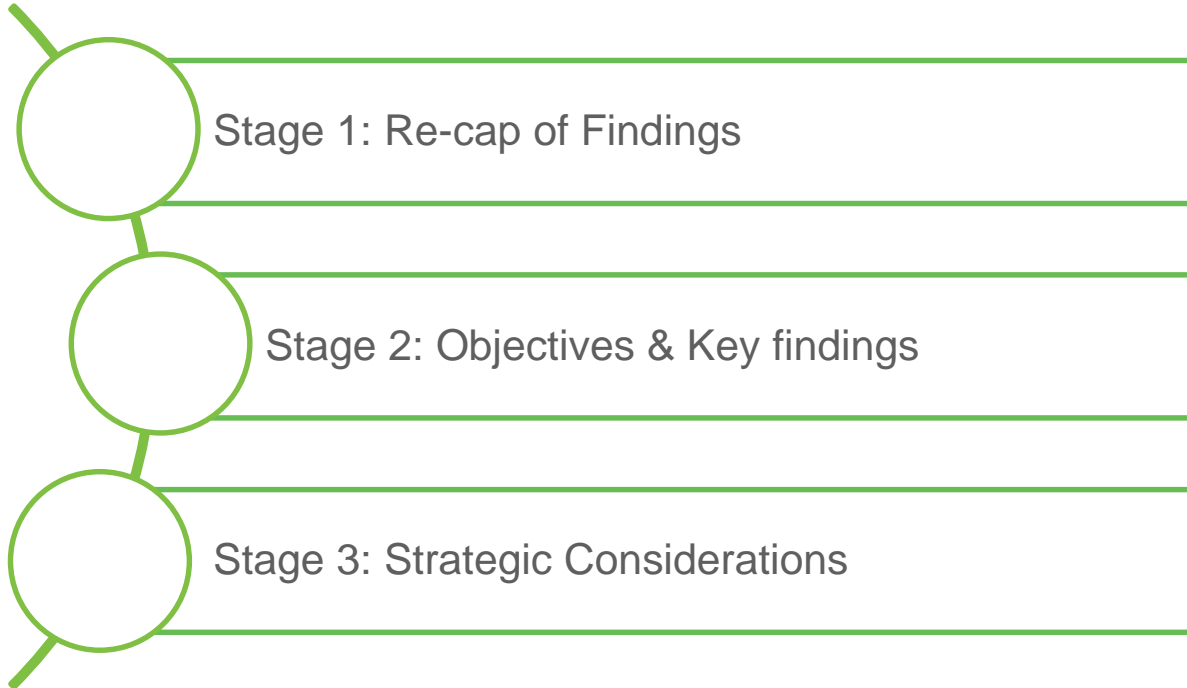 Stage 1: Re-cap of Findings
Stage 2: Objectives & Key findings
Stage 3: Strategic Considerations